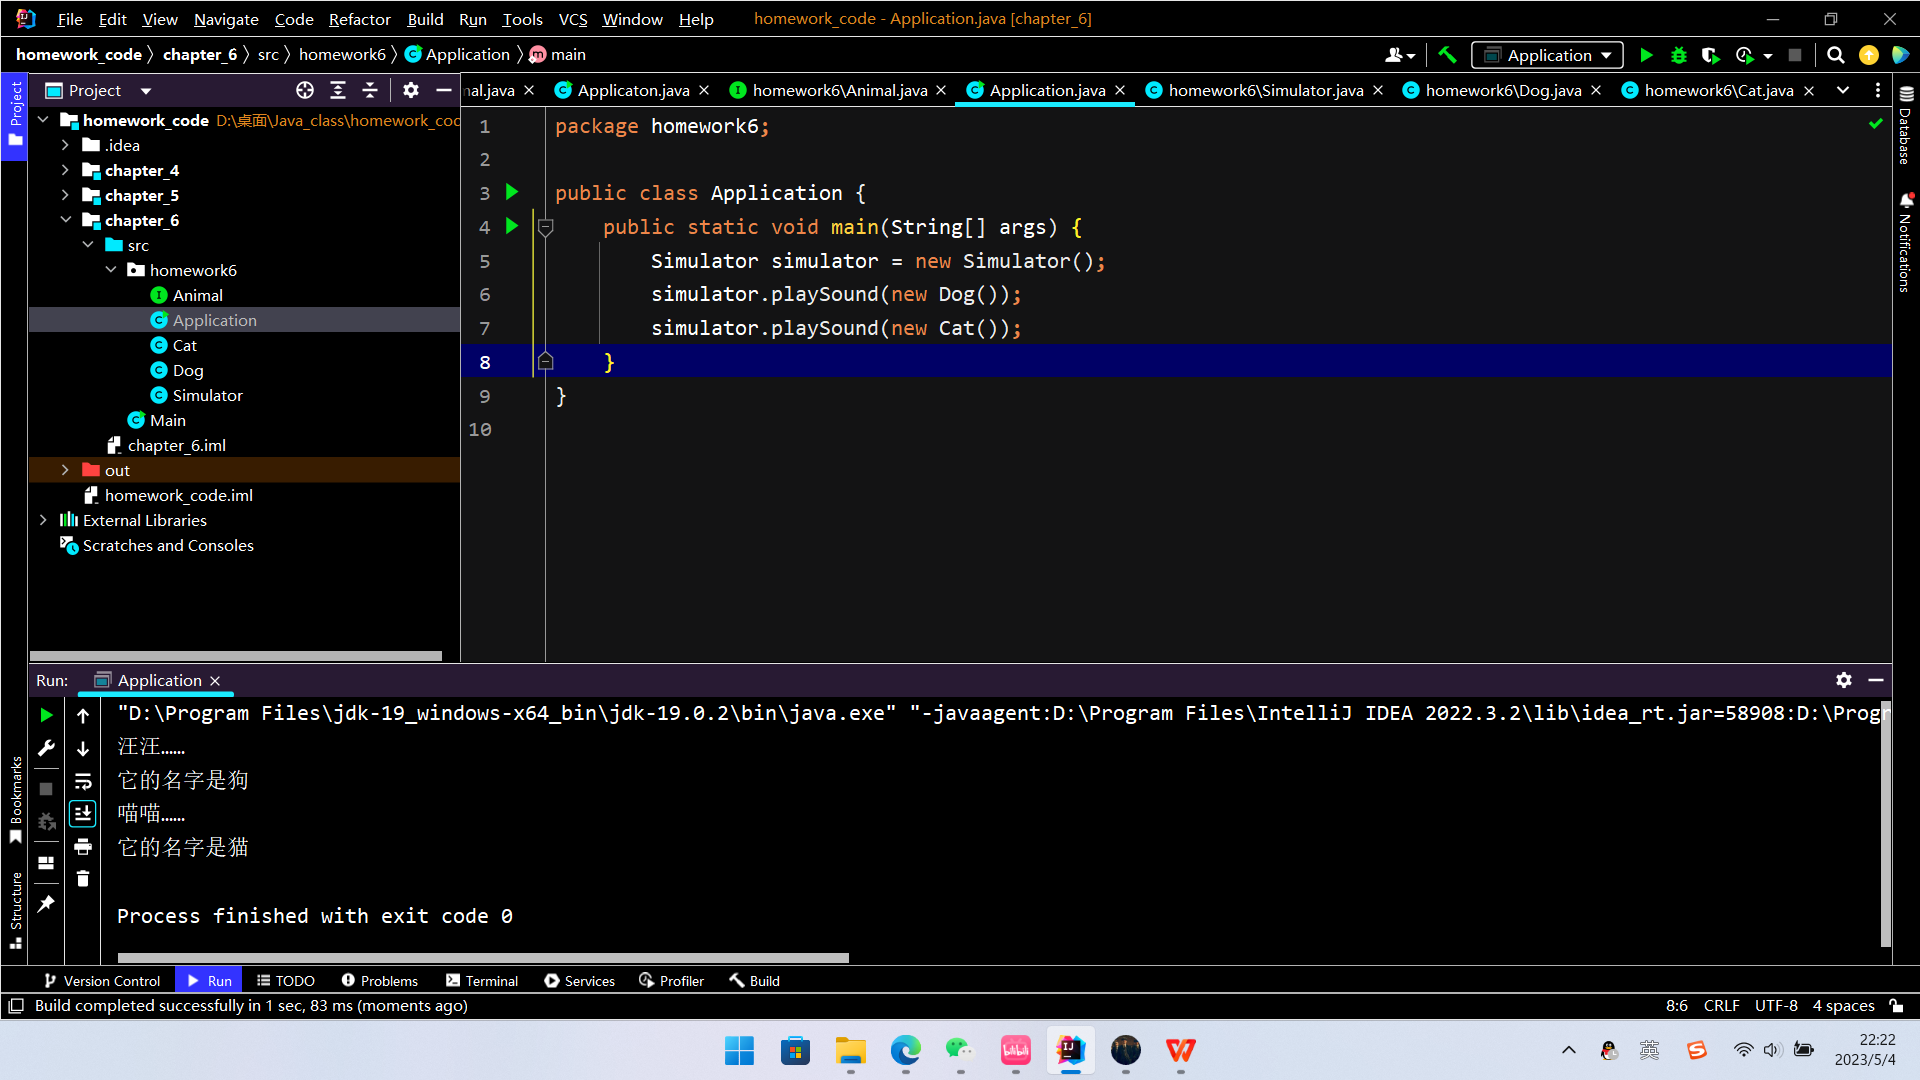 File Edit View Navigate Code Refactor Build Run Tools VCS Window Help homework_code - Application.java [chapter_6]
homework_code chapter_6 src homework6 Application main
Application
Project
nal.java Applicaton.java homework6\Animal.java Application.java homework6\Simulator.java homework6\Dog.java homework6\Cat.java
Project
homework_code D:\桌面\Java_class\homework_coc
.idea
chapter_4
chapter_5
chapter_6
src
homework6
Animal
Application
Cat
Dog
Simulator
Main
chapter_6.iml
out
homework_code.iml
External Libraries
Scratches and Consoles
1 package homework6;
2
3 public class Application {
4 public static void main(String[] args) {
5 Simulator simulator = new Simulator();
6 simulator.playSound(new Dog());
7 simulator.playSound(new Cat());
8 }
9 }
10
Database
Notifications
Run: Application
"D:\Program Files\jdk-19_windows-x64_bin\jdk-19.0.2\bin\java.exe" "-javaagent:D:\Program Files\IntelliJ IDEA 2022.3.2\lib\idea_rt.jar=58908:D:\Progr
汪汪……
它的名字是狗
喵喵……
它的名字是猫
Process finished with exit code 0
Bookmarks
Structure
Version Control Run TODO Problems Terminal Services Profiler Build
Build completed successfully in 1 sec, 83 ms (moments ago) 8:6 CRLF UTF-8 4 spaces
bilibili
IJ
英
22:22
2023/5/4